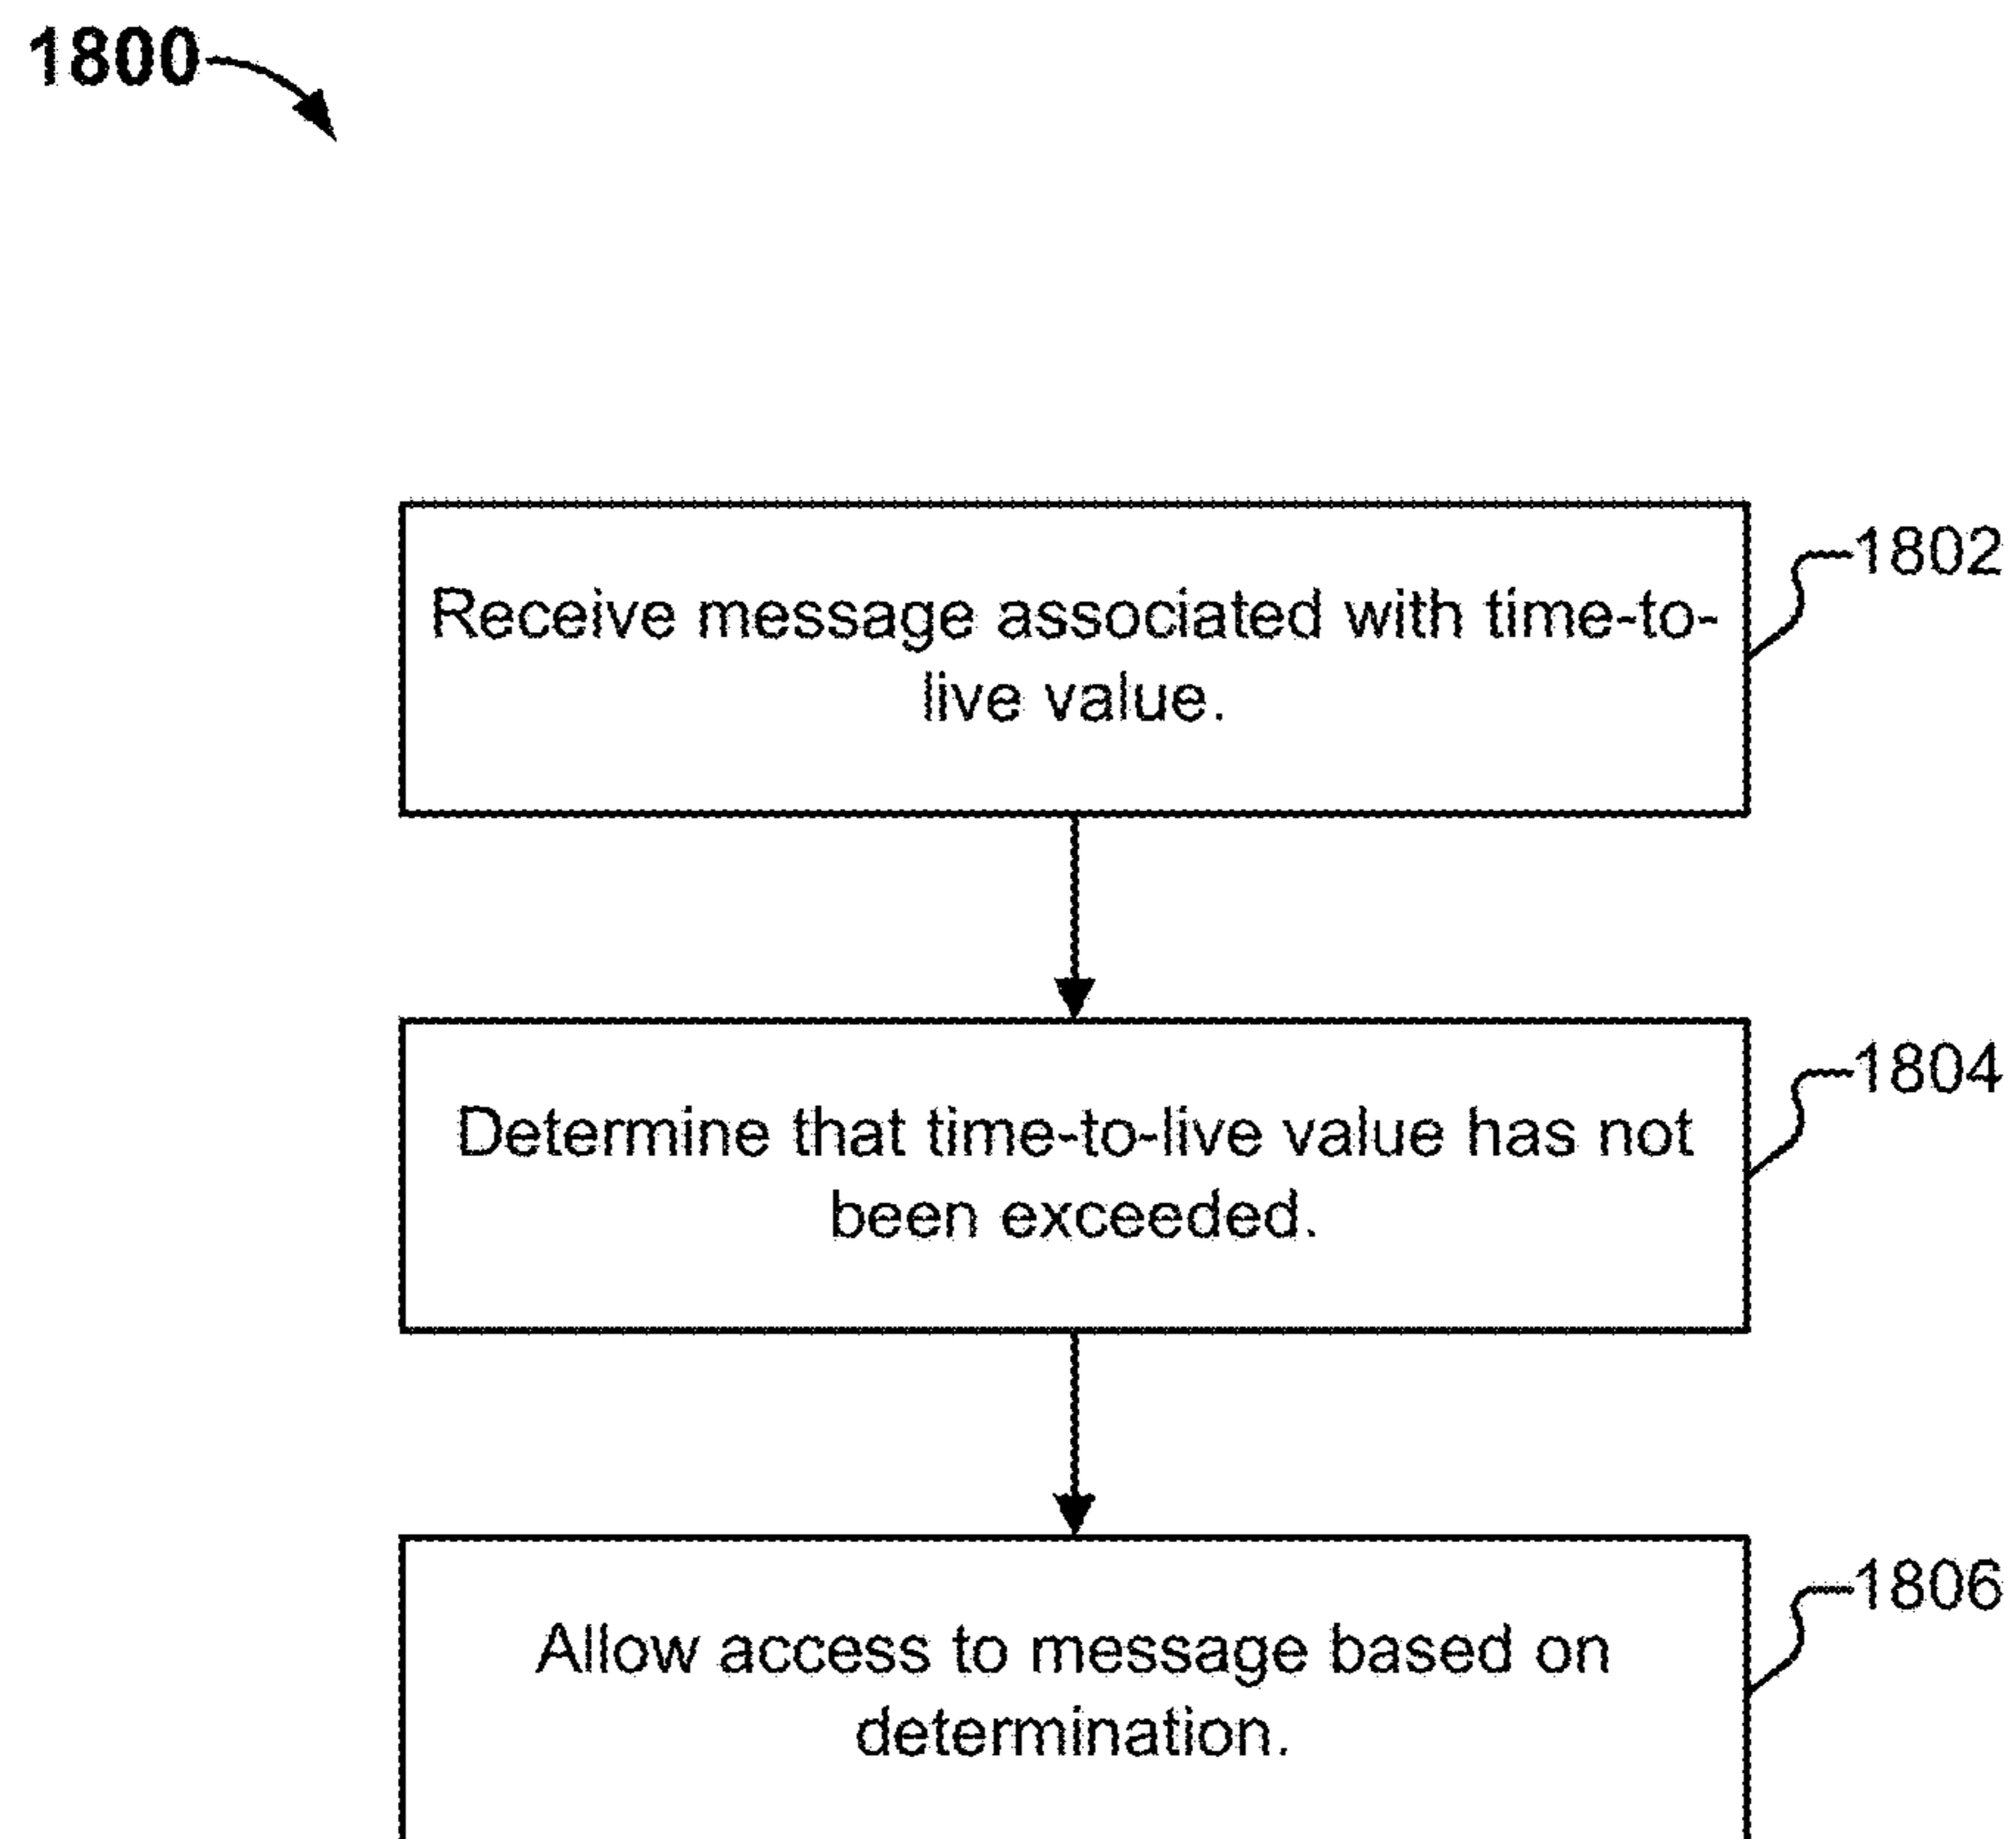 1800
Receive message associated with time-to-
live value.
1802
Determine that time-to-live value has not
been exceeded.
1804
Allow access to message based on
determination.
1806